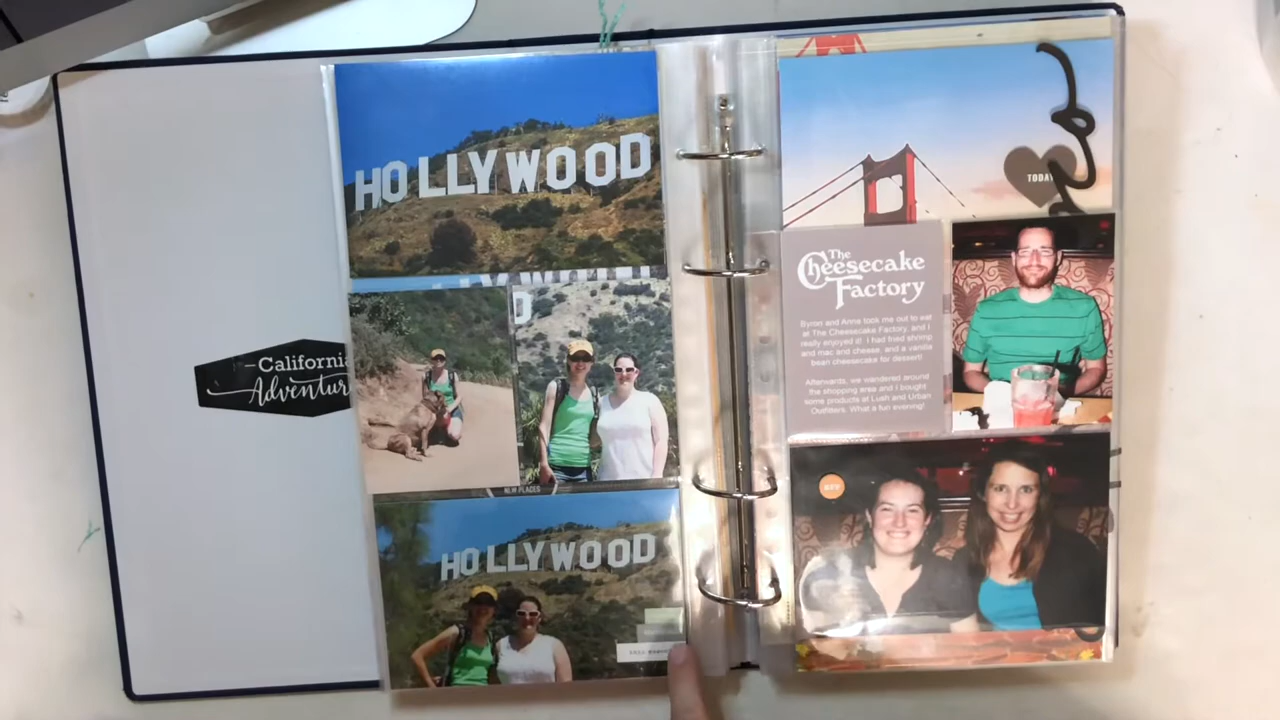 California
Adventur
HOLLYWOOD
D
NEW PLACES
HOLLYWOOD
TODAY
The
Cheesecake
Factory
Byron and Anne took me out to eat
at The Cheesecake Factory, and I
really enjoyed it! I had fried shrimp
and mac and cheese, and a vanilla
bean cheesecake for dessert!
Afterwards, we wandered around
the shopping area and I bought
some products at Lush and Urban
Outfitters. What a fun evening!